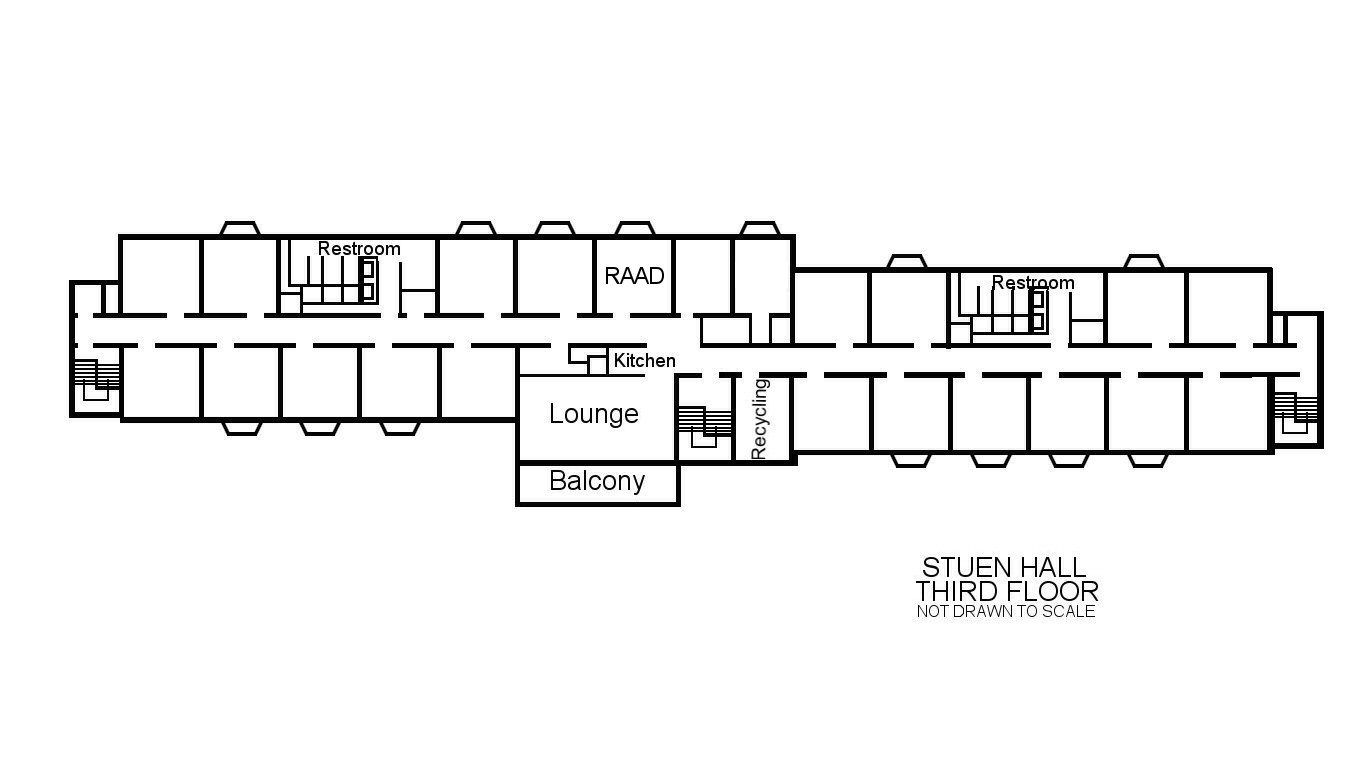 Restroom
RAAD
Restroom
Kitchen
Lounge
Recycling
Balcony
STUEN HALL
THIRD FLOOR
NOT DRAWN TO SCALE